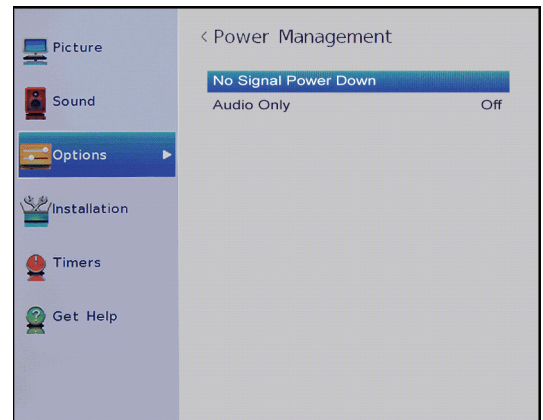 Picture
Sound
Options
Installation
Timers
Get Help
< Power Management
No Signal Power Down
Audio Only Off